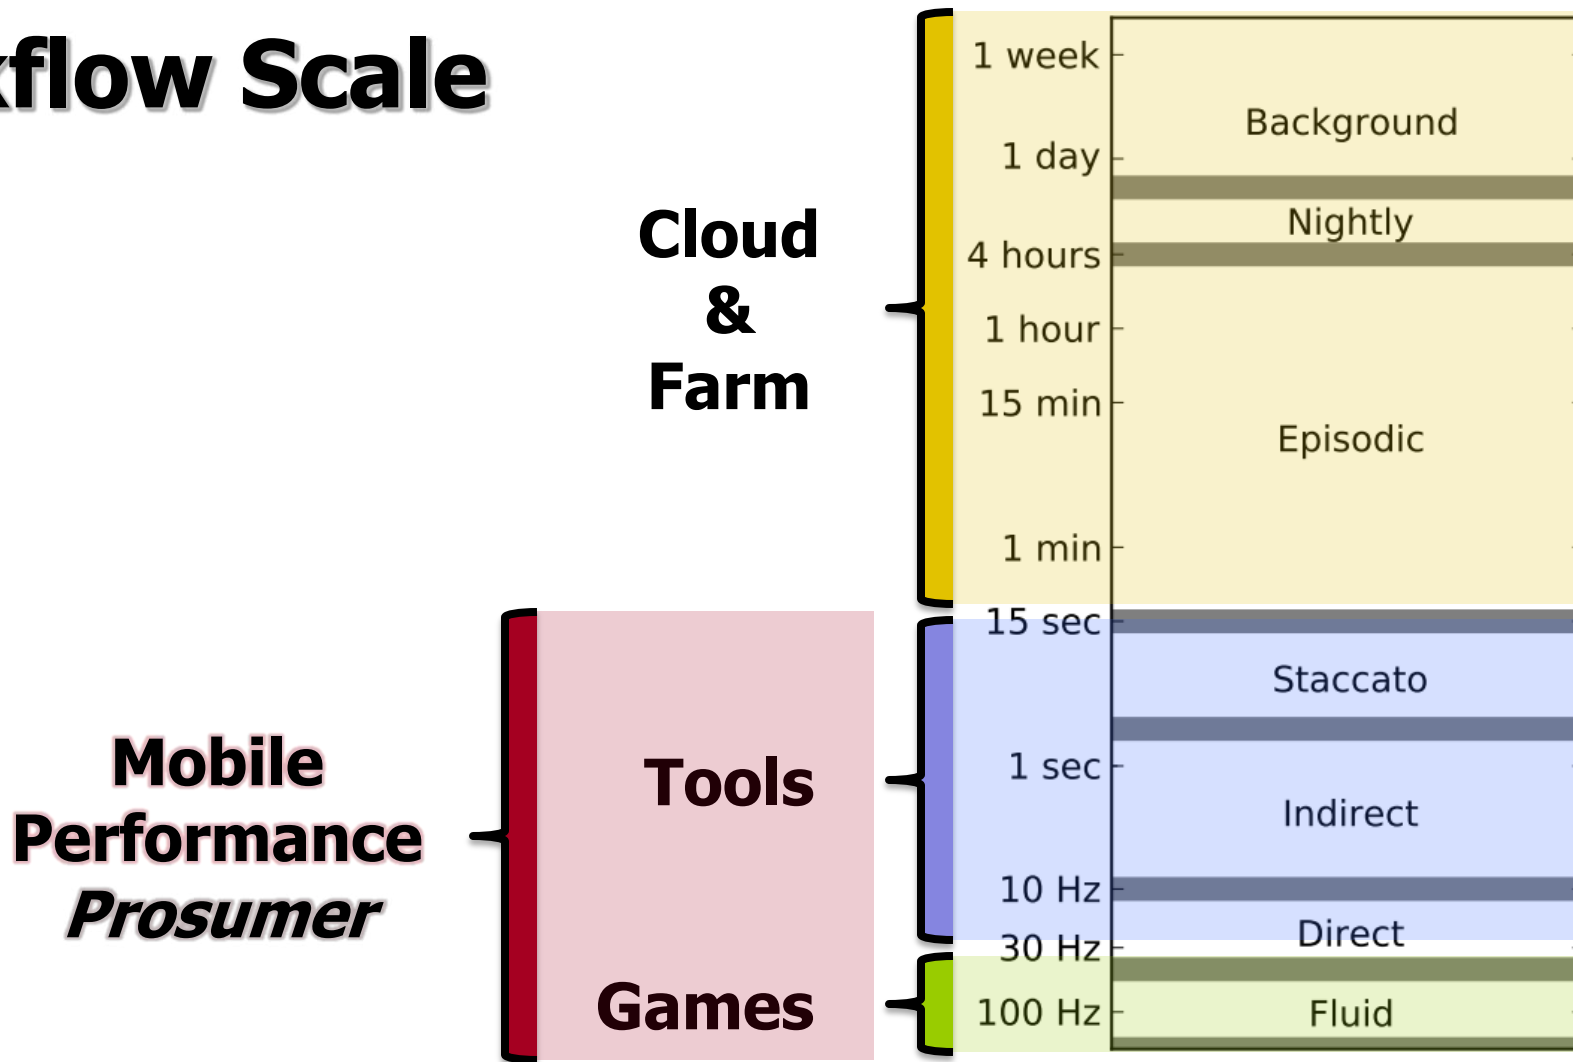 flow Scale
Cloud
&
Farm
Tools
Games
Mobile
Performance
Prosumer
1 week
Background
1 day
Nightly
4 hours
1 hour
15 min
Episodic
1 min
15 sec
Staccato
1 sec
Indirect
10 Hz
Direct
30 Hz
100 Hz
Fluid